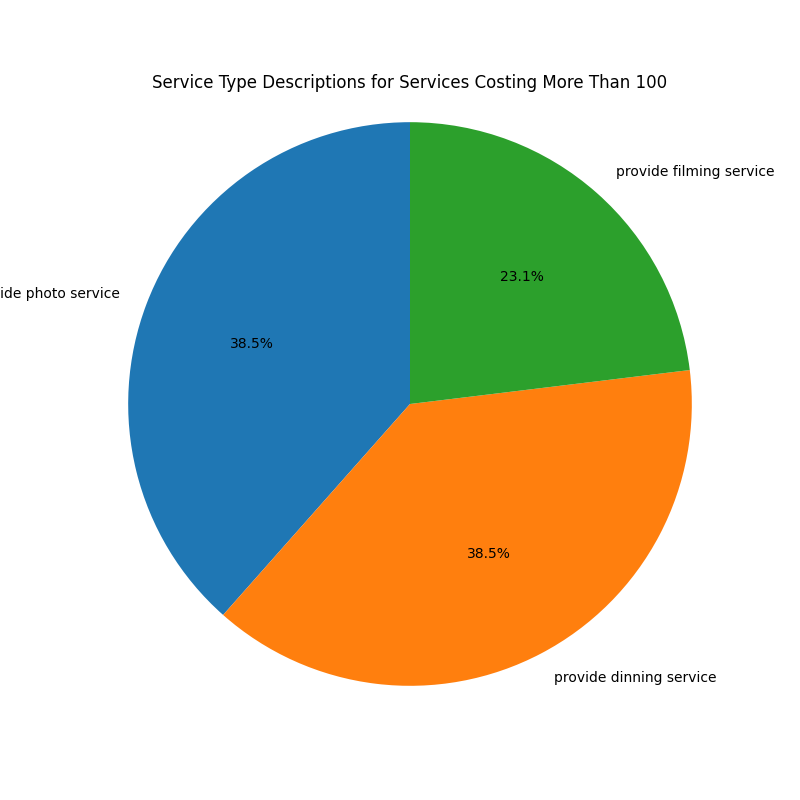 Service Type Descriptions for Services Costing More Than 100
provide filming service
23.1%
ide photo service
38.5%
38.5%
provide dinning service